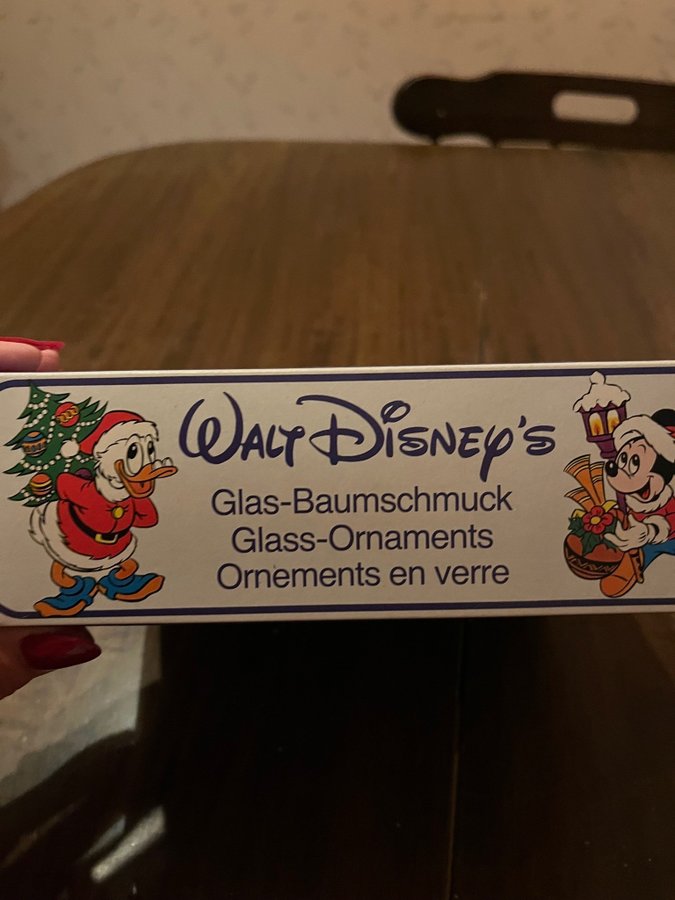 Walt Disney's
Glas-Baumschmuck
Glass-Ornaments
Ornements en verre